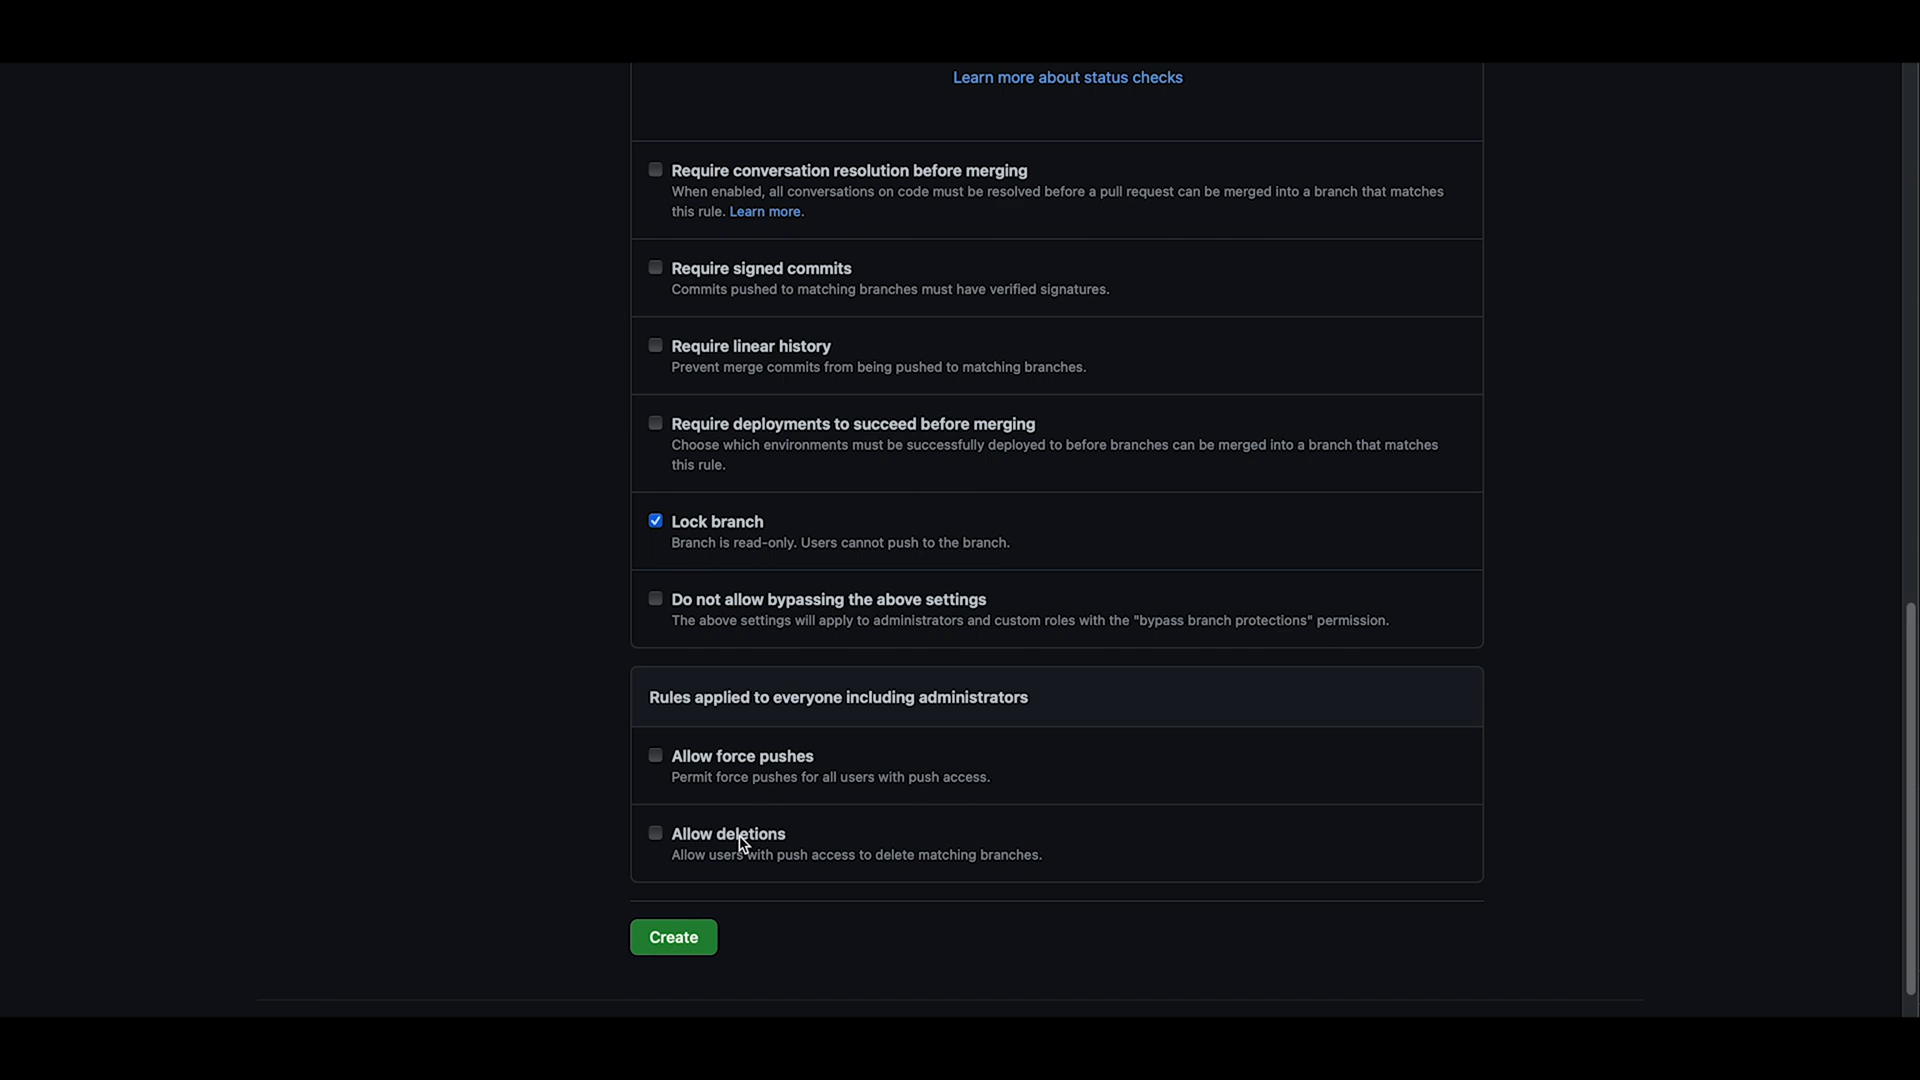 Learn more about status checks
Require conversation resolution before merging
When enabled, all conversations on code must be resolved before a pull request can be merged into a branch that matches
this rule. Learn more.
Require signed commits
Commits pushed to matching branches must have verified signatures.
Require linear history
Prevent merge commits from being pushed to matching branches.
Require deployments to succeed before merging
Choose which environments must be successfully deployed to before branches can be merged into a branch that matches
this rule.
Lock branch
Branch is read-only. Users cannot push to the branch.
Do not allow bypassing the above settings
The above settings will apply to administrators and custom roles with the "bypass branch protections" permission.
Rules applied to everyone including administrators
Allow force pushes
Permit force pushes for all users with push access.
Allow deletions
Allow users with push access to delete matching branches.
Create